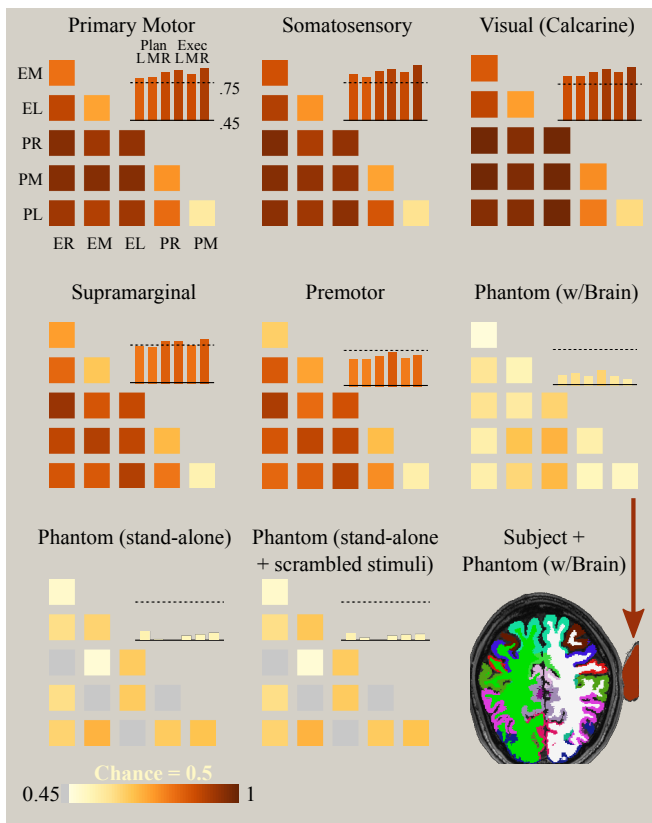 Primary Motor
Somatosensory
Visual (Calcarine)
Plan Exec
L M R L M R
.75
.45
EM
EL
PR
PM
PL
ER EM EL PR PM
Supramarginal
Premotor
Phantom (w/Brain)
Phantom (stand-alone)
Phantom (stand-alone
+ scrambled stimuli)
Subject +
Phantom (w/Brain)
Chance = 0.5
0.45 1